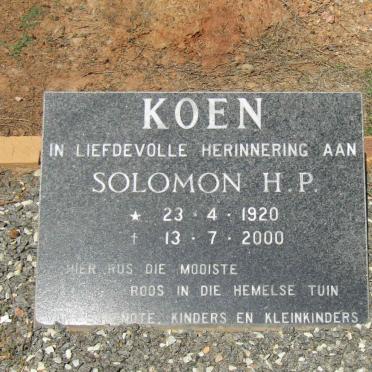 KOEN
IN LIEFDEVOLLE HERINNERING AAN
SOLOMON H.P.
★ 23 · 4 · 1920
† 13 · 7 · 2000
HIER RUS DIE MOOISTE
ROOS IN DIE HEMELSE TUIN
KINDERS EN KLEINKINDERS